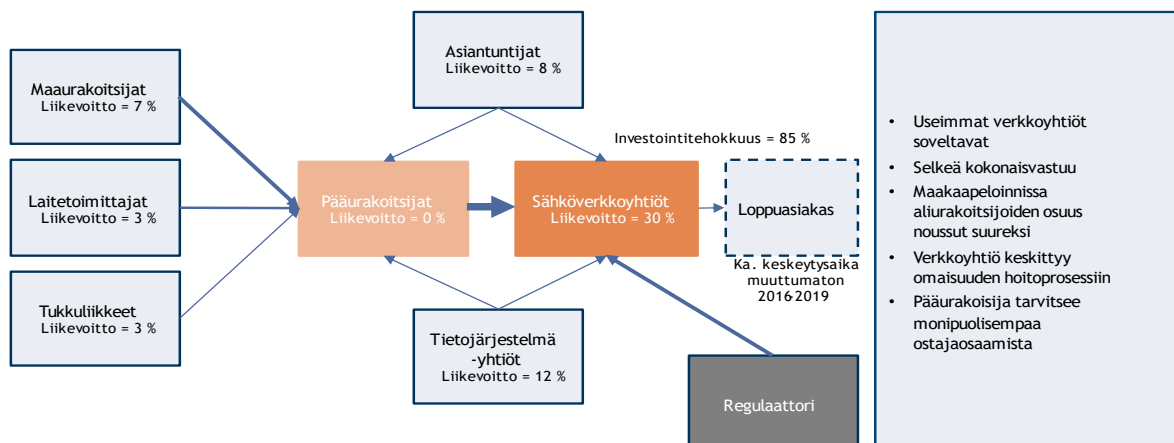 Maaurakoitsijat
Liikevoitto = 7 %
Laitetoimittajat
Liikevoitto = 3 %
Tukkuliikkeet
Liikevoitto = 3 %
Asiantuntijat
Liikevoitto = 8 %
Pääurakoitsijat
Liikevoitto = 0 %
Tietojärjestelmä
-yhtiöt
Liikevoitto = 12 %
Investointitehokkuus = 85 %
Sähköverkkoyhtiöt
Liikevoitto = 30 %
Loppuasiakas
Ka. keskeytysaika
muuttumaton
2016-2019
Regulaattori
• Useimmat verkkoyhtiöt
soveltavat
• Selkeä kokonaisvastuu
• Maakaapeloinnissa
aliurakoitsijoiden osuus
noussut suureksi
• Verkkoyhtiö keskittyy
omaisuuden hoitoprosessiin
• Pääurakoisija tarvitsee
monipuolisempaa
ostajaosaamista